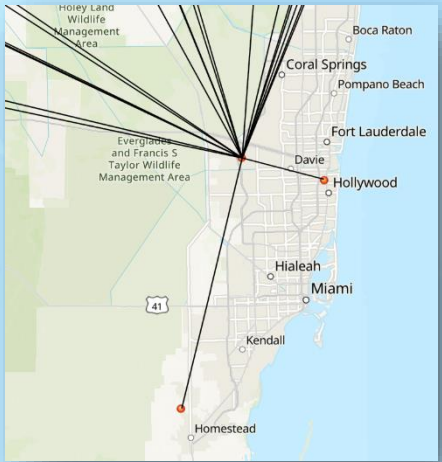 Holey Land
Wildlife
Management
Area
Boca Raton
Coral Springs
Pompano Beach
Fort Lauderdale
Everglades
and Francis S
Taylor Wildlife
Management Area
Davie
Hollywood
Hialeah
Miami
41
Kendall
Homestead